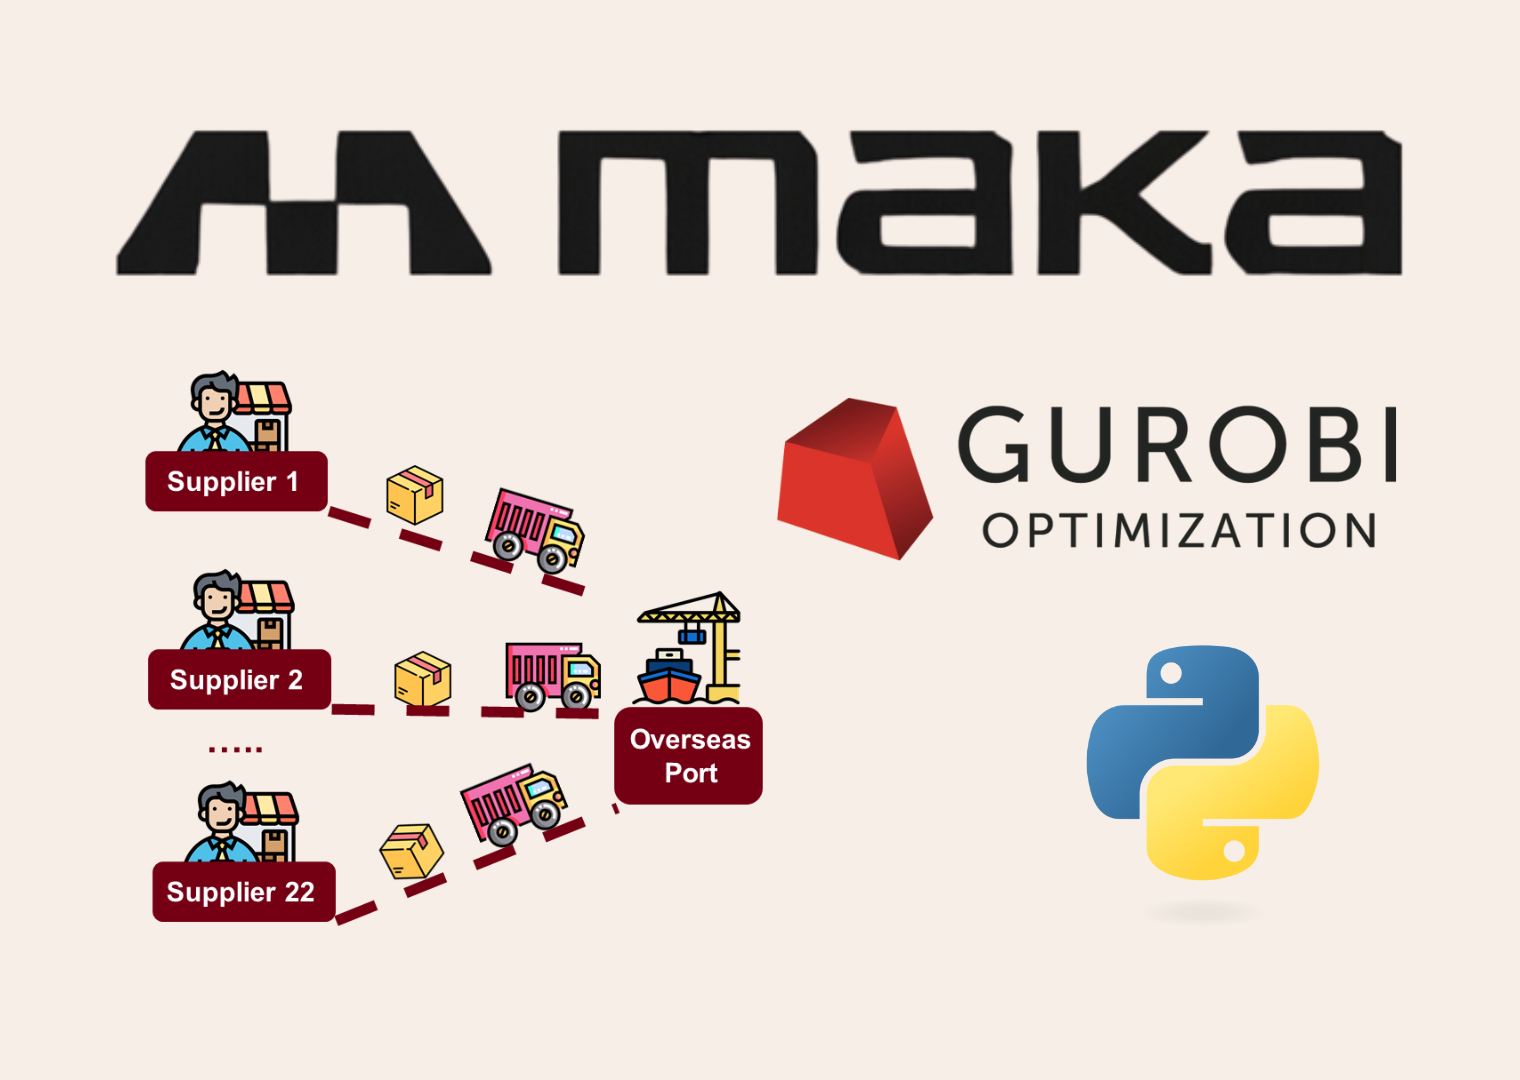 maka
GUROBI
OPTIMIZATION
Supplier 1
Supplier 2
.....
Supplier 22
Overseas
Port